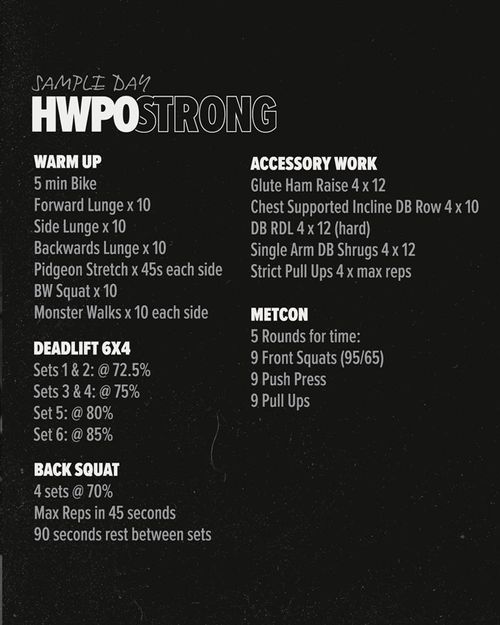 SAMPLE DAY
HWPOSTRONG
WARM UP
5 min Bike
Forward Lunge x 10
Side Lunge x 10
Backwards Lunge x 10
Pidgeon Stretch x 45s each side
BW Squat x 10
Monster Walks x 10 each side
DEADLIFT 6X4
Sets 1 & 2: @ 72.5%
Sets 3 & 4: @ 75%
Set 5: @ 80%
Set 6: @ 85%
BACK SQUAT
4 sets @ 70%
Max Reps in 45 seconds
90 seconds rest between sets
ACCESSORY WORK
Glute Ham Raise 4 x 12
Chest Supported Incline DB Row 4 x 10
DB RDL 4 x 12 (hard)
Single Arm DB Shrugs 4 x 12
Strict Pull Ups 4 x max reps
METCON
5 Rounds for time:
9 Front Squats (95/65)
9 Push Press
9 Pull Ups